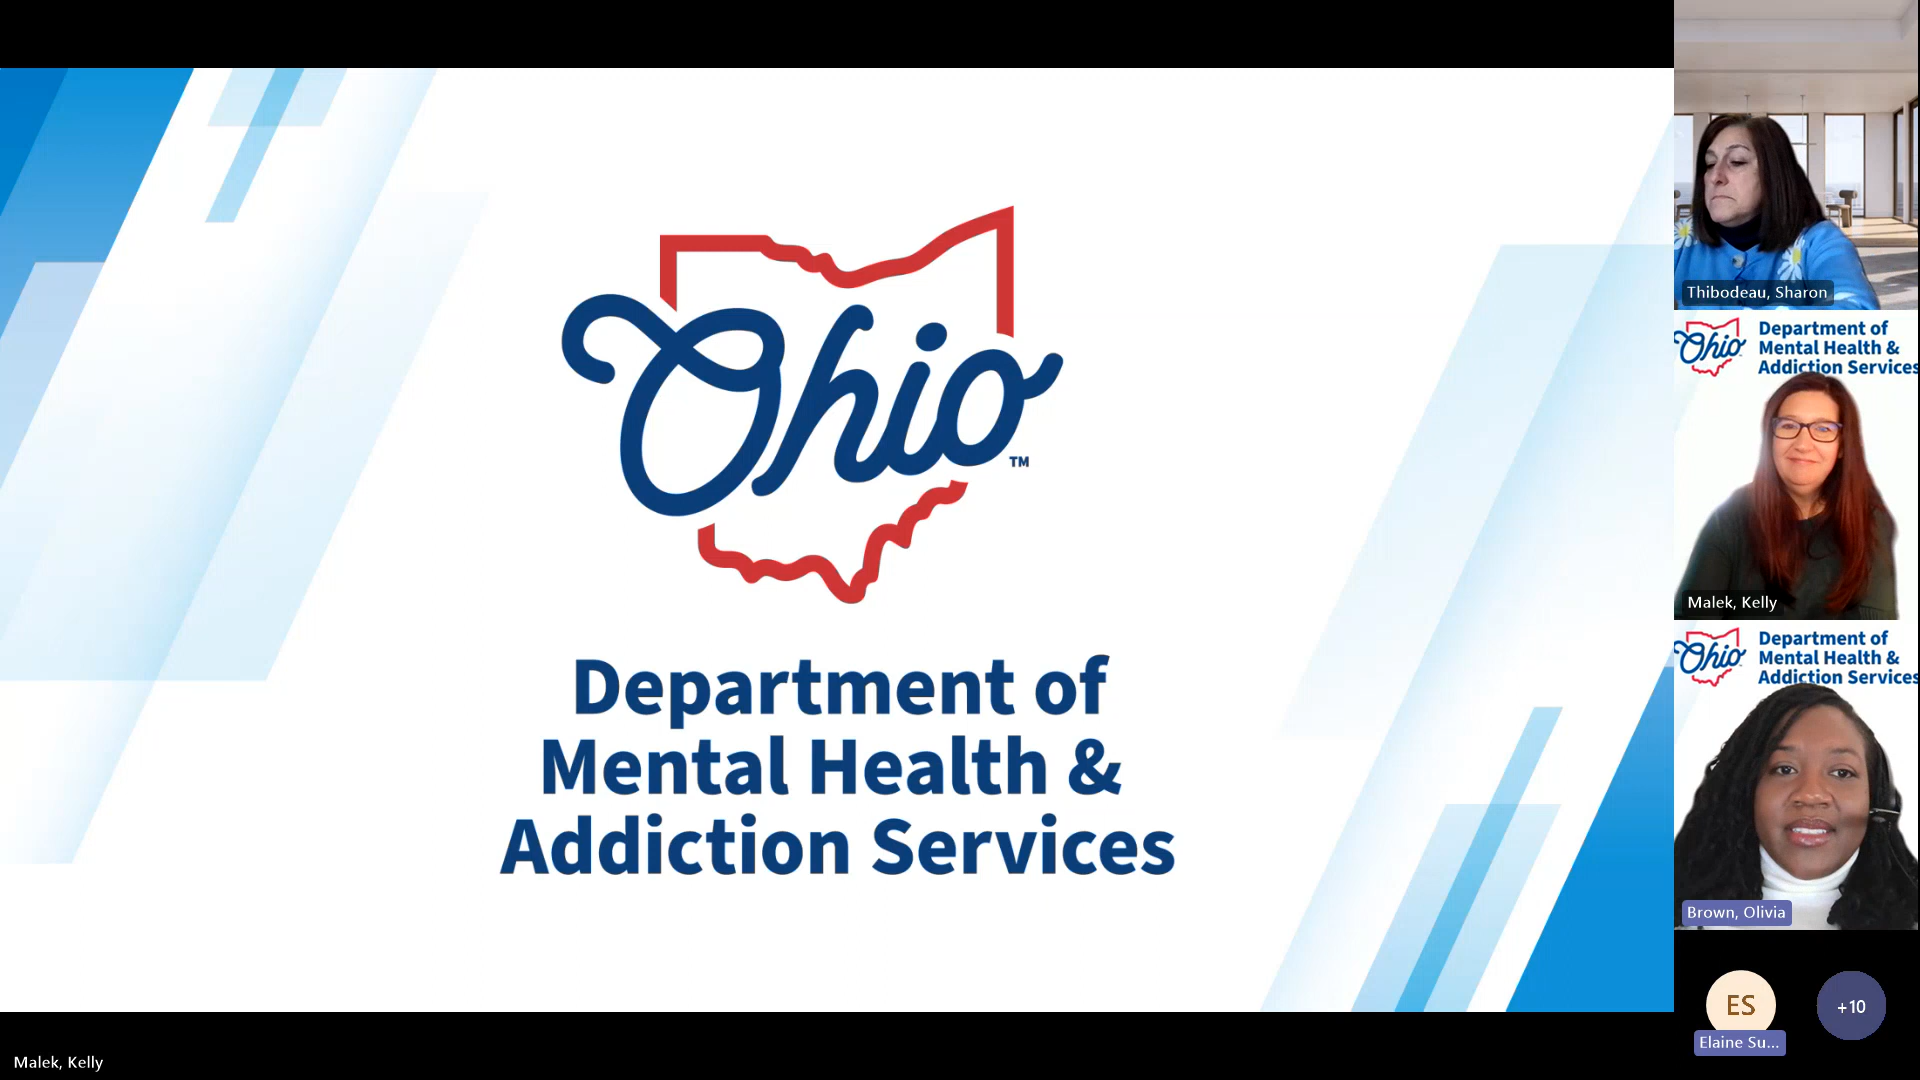 Ohio
TM
Department of
Mental Health &
Addiction Services
Thibodeau, Sharon
Ohio
Department of
Mental Health &
Addiction Services
Malek, Kelly
Ohio
Department of
Mental Health &
Addiction Services
Brown, Olivia
ES
+10
Elaine Su...
Malek, Kelly